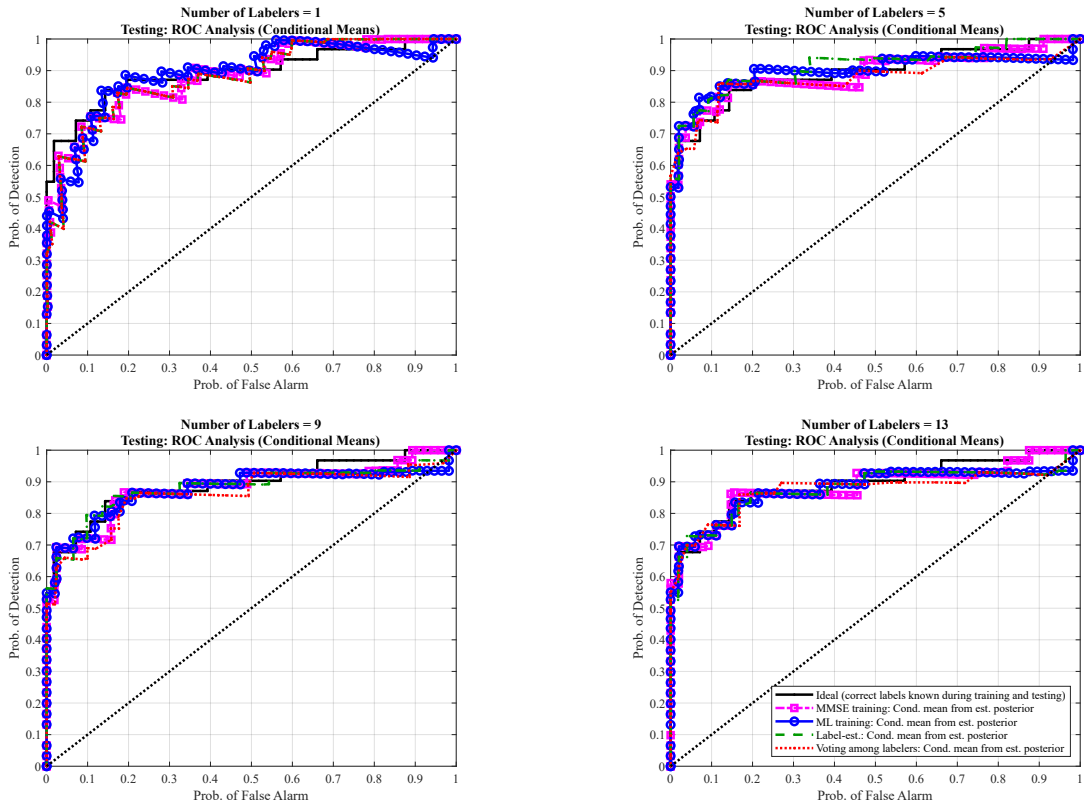 Number of Labelers = 1
Testing: ROC Analysis (Conditional Means)
Prob. of Detection
1
0.9
0.8
0.7
0.6
0.5
0.4
0.3
0.2
0.1
0
0 0.1 0.2 0.3 0.4 0.5 0.6 0.7 0.8 0.9 1
Prob. of False Alarm
Number of Labelers = 5
Testing: ROC Analysis (Conditional Means)
Prob. of Detection
1
0.9
0.8
0.7
0.6
0.5
0.4
0.3
0.2
0.1
0
0 0.1 0.2 0.3 0.4 0.5 0.6 0.7 0.8 0.9 1
Prob. of False Alarm
Number of Labelers = 9
Testing: ROC Analysis (Conditional Means)
Prob. of Detection
1
0.9
0.8
0.7
0.6
0.5
0.4
0.3
0.2
0.1
0
0 0.1 0.2 0.3 0.4 0.5 0.6 0.7 0.8 0.9 1
Prob. of False Alarm
Number of Labelers = 13
Testing: ROC Analysis (Conditional Means)
Prob. of Detection
1
0.9
0.8
0.7
0.6
0.5
0.4
0.3
0.2
0.1
0
Ideal (correct labels known during training and testing)
MMSE training: Cond. mean from est. posterior
ML training: Cond. mean from est. posterior
Label-est.: Cond. mean from est. posterior
Voting among labelers: Cond. mean from est. posterior
0 0.1 0.2 0.3 0.4 0.5 0.6 0.7 0.8 0.9 1
Prob. of False Alarm